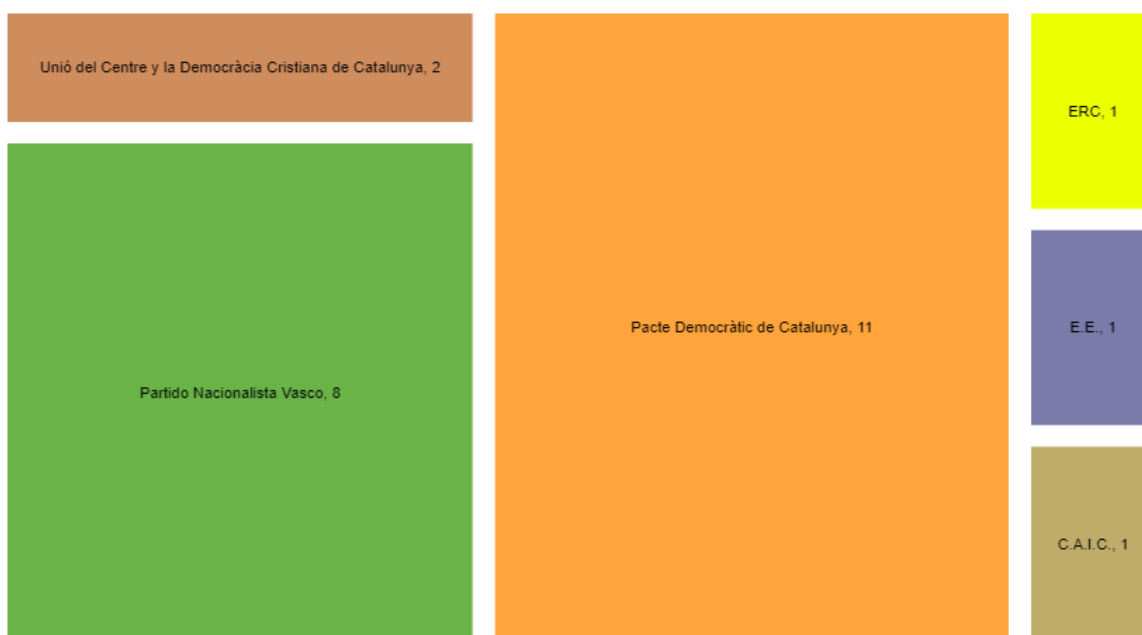 Unió del Centre y la Democràcia Cristiana de Catalunya, 2
Partido Nacionalista Vasco, 8
Pacte Democràtic de Catalunya, 11
ERC, 1
E.E., 1
C.A.I.C., 1